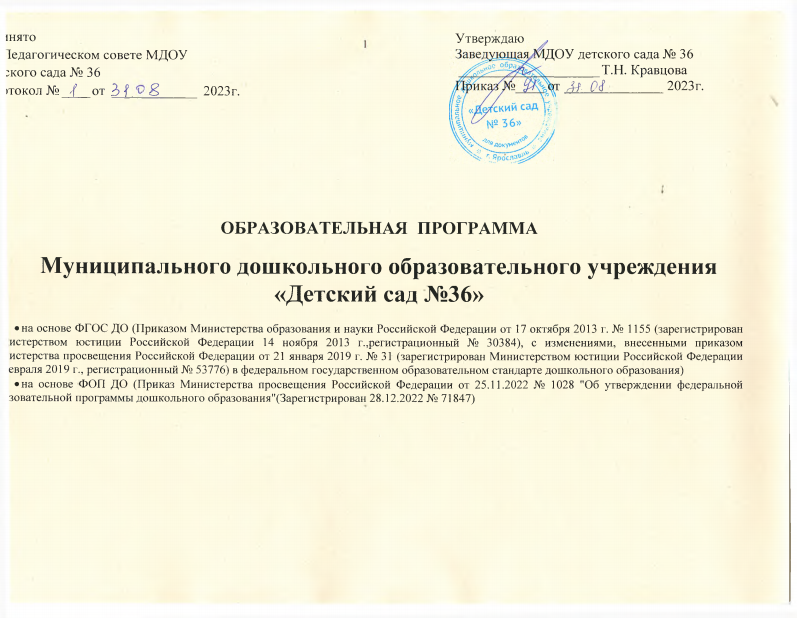 инято
Педагогическом совете МДОУ
ского сада № 36
отокол № 1 от 31 08 2023г.
Утверждаю
Заведующая МДОУ детского сада № 36
Т.Н. Кравцова
Приказ № от 31 08 2023г.
«Детский сад
№ 36»
для документов
г. Ярославль
ОБРАЗОВАТЕЛЬНАЯ ПРОГРАММА
Муниципального дошкольного образовательного учреждения
«Детский сад №36»
•на основе ФГОС ДО (Приказом Министерства образования и науки Российской Федерации от 17 октября 2013 г. № 1155 (зарегистрирован
истерством юстиции Российской Федерации 14 ноября 2013 г.,регистрационный № 30384), с изменениями, внесенными приказом
истерства просвещения Российской Федерации от 21 января 2019 г. № 31 (зарегистрирован Министерством юстиции Российской Федерации
евраля 2019 г., регистрационный № 53776) в федеральном государственном образовательном стандарте дошкольного образования)
•на основе ФОП ДО (Приказ Министерства просвещения Российской Федерации от 25.11.2022 № 1028 "Об утверждении федеральной
зовательной программы дошкольного образования"(Зарегистрирован 28.12.2022 № 71847)